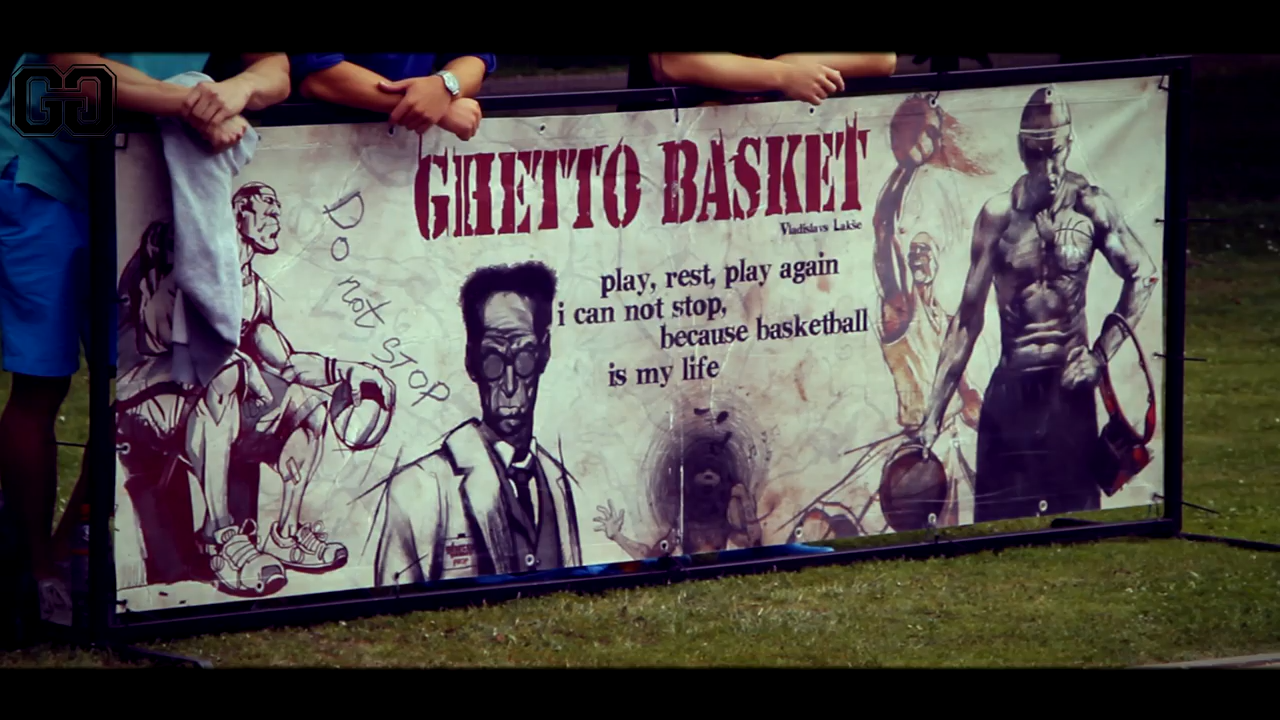 GHETTO BASKET
Vladislavs Lakše
Do
not
STOP
play, rest, play again
i can not stop,
because basketball
is my life